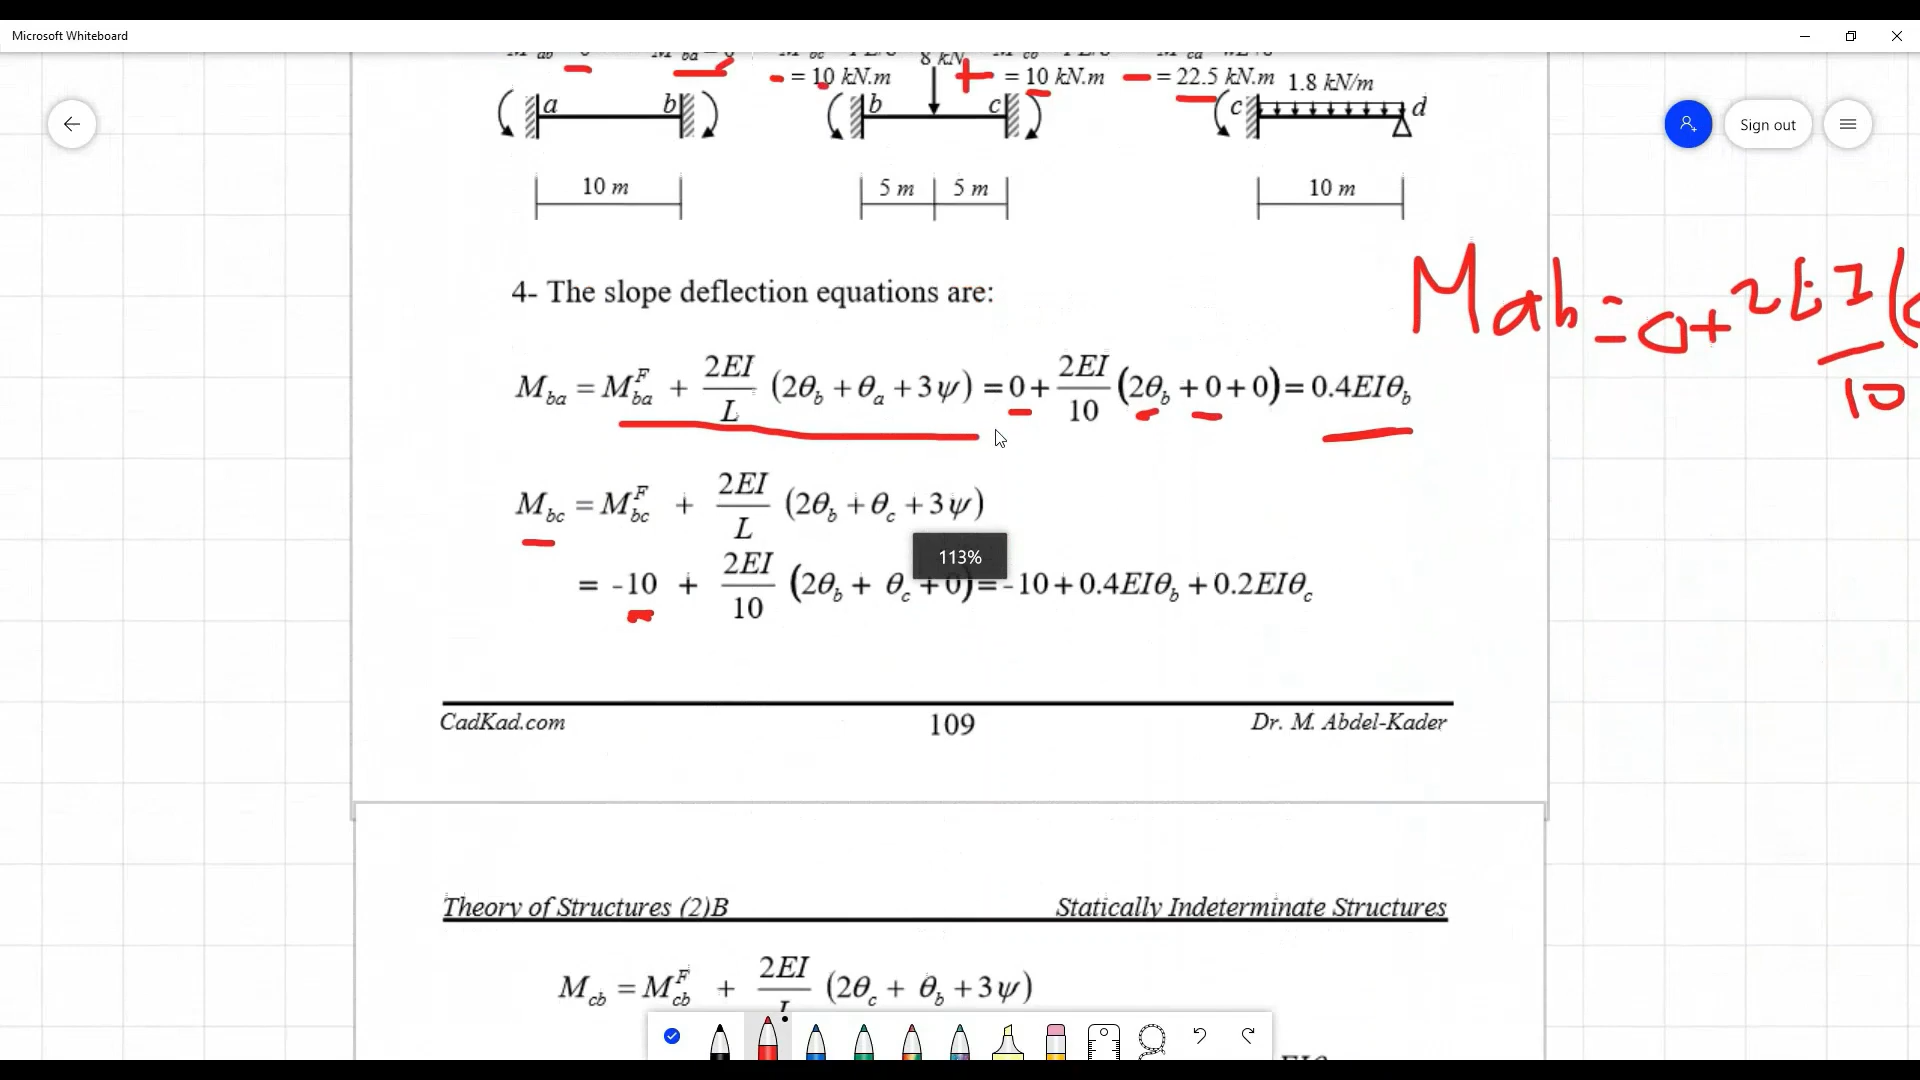 Microsoft Whiteboard
8 kN
= 10 kN.m
+ = 10 kN.m
= 22.5 kN.m 1.8 kN/m
a b b c c d
10 m 5 m 5 m 10 m
Sign out
4- The slope deflection equations are:
Mab = 0 + 2EI (
10
M_ba = M^F_ba + 2EI/L (2θ_b + θ_a + 3ψ) = 0 + 2EI/10 (2θ_b + 0 + 0) = 0.4EIθ_b
M_bc = M^F_bc + 2EI/L (2θ_b + θ_c + 3ψ)
113%
= -10 + 2EI/10 (2θ_b + θ_c + 0) = -10 + 0.4EIθ_b + 0.2EIθ_c
CadKad.com 109 Dr. M. Abdel-Kader
Theory of Structures (2)B Statically Indeterminate Structures
M_cb = M^F_cb + 2EI (2θ_c + θ_b + 3ψ)